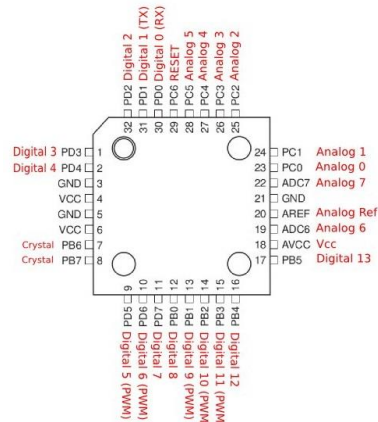 Digital 2
Digital 1 (TX)
Digital 0 (RX)
RESET
Analog 5
Analog 4
Analog 3
Analog 2
PD2
PD1
PD0
PC6
PC5
PC4
PC3
PC2
32
31
30
29
28
27
26
25
Digital 3 PD3 1
Digital 4 PD4 2
GND 3
VCC 4
GND 5
VCC 6
Crystal PB6 7
Crystal PB7 8
24 PC1 Analog 1
23 PC0 Analog 0
22 ADC7 Analog 7
21 GND
20 AREF Analog Ref
19 ADC6 Analog 6
18 AVCC Vcc
17 PB5 Digital 13
9
10
11
12
13
14
15
16
PD5
PD6
PD7
PB0
PB1
PB2
PB3
PB4
Digital 5 (PWM)
Digital 6 (PWM)
Digital 7
Digital 8
Digital 9 (PWM)
Digital 10 (PWM)
Digital 11 (PWM)
Digital 12